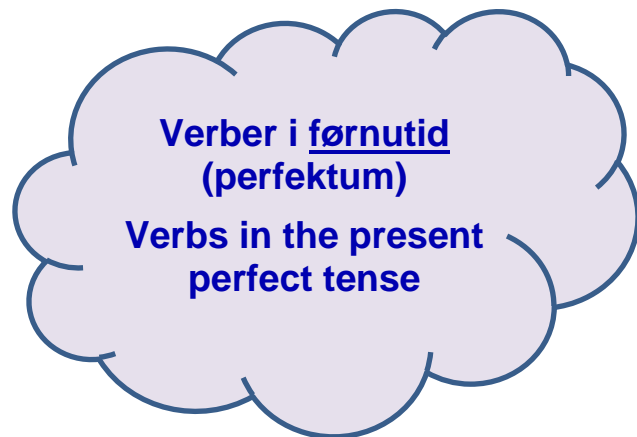 Verber i førnutid
(perfektum)
Verbs in the present
perfect tense